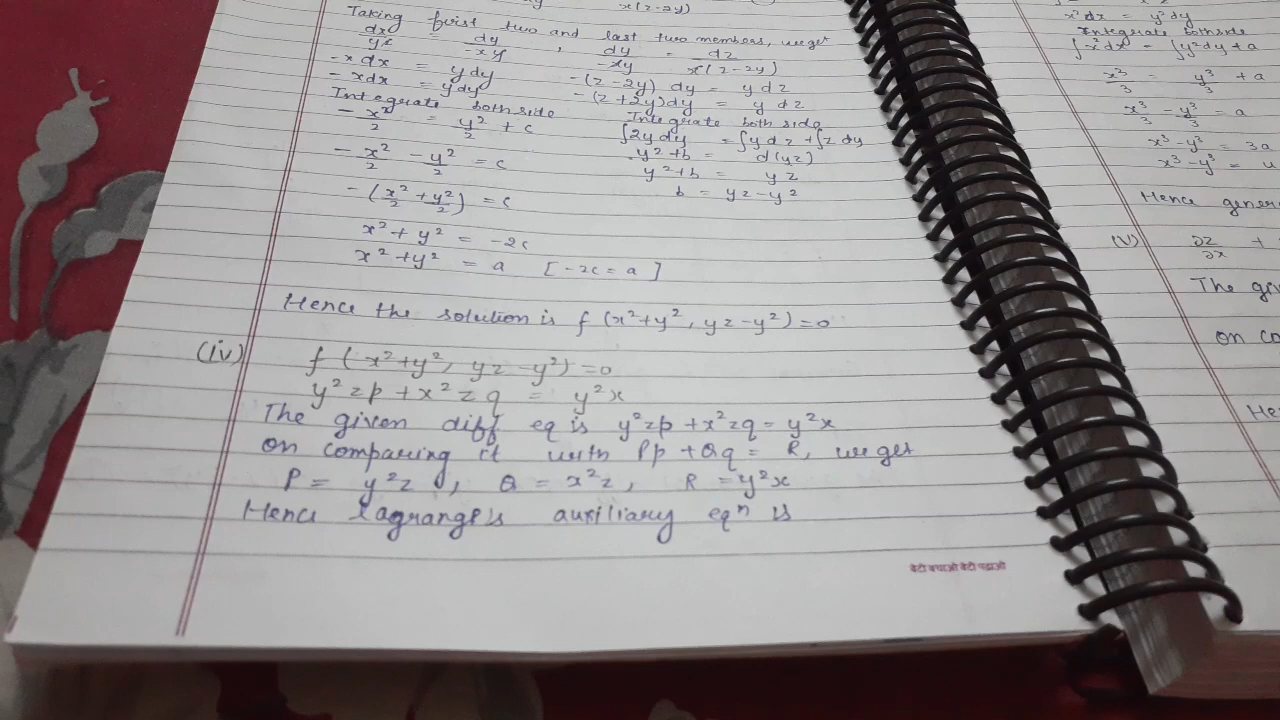 x(z-2y)
Taking first two and last two members, we get
dx/y² = dy/-xy , dy/-xy = dz/x(z-2y)
-x dx = y dy    -(z-2y) dy = y dz
-xdx = ydy    -(z+2y)dy = y dz
Integrate both side    Integrate both side
-x²/2 = y²/2 + c    ∫2y dy = ∫y dz + ∫z dy
-x²/2 - y²/2 = c    y²+b = d(yz)
y²+b = yz
-(x²/2 + y²/2) = c    b = yz-y²
x² + y² = -2c
x² + y² = a [-2c = a]
Hence the solution is f (x²+y², yz-y²)=0
(iv) f (x²+y², yz-y²)=0
y²zp + x²zq = y²x
The given diff eq is y²zp + x²zq = y²x
on comparing it with Pp + Qq = R, we get
P = y²z, Q = x²z, R = y²x
Hence lagrange's auxiliary eqⁿ is
बेटी बचाओ बेटी पढ़ाओ
x²dx = y²dy
Integrate both side
∫x²dx = ∫y²dy + a
x³/3 = y³/3 + a
x³/3 - y³/3 = a
x³-y³ = 3a
x³-y³ = u
Hence
(v) ∂z/∂x +
The
on